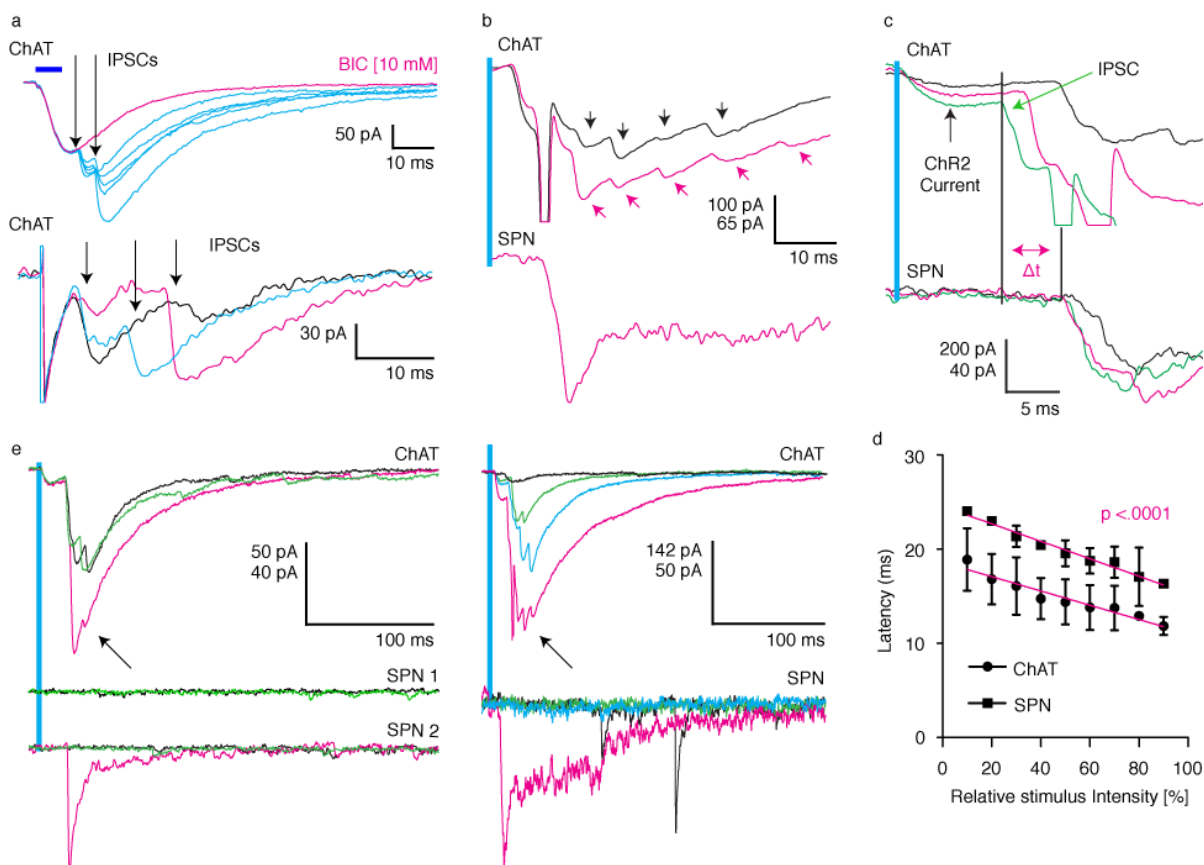 a
ChAT
IPSCs
BIC [10 mM]
50 pA
10 ms
ChAT
IPSCs
30 pA
10 ms
b
ChAT
100 pA
65 pA
10 ms
SPN
c
ChAT
IPSC
ChR2
Current
Δt
SPN
200 pA
40 pA
5 ms
e
ChAT
50 pA
40 pA
100 ms
SPN 1
SPN 2
ChAT
142 pA
50 pA
100 ms
SPN
d
30
20
10
0
Latency (ms)
p <.0001
ChAT
SPN
20 40 60 80 100
Relative stimulus Intensity [%]